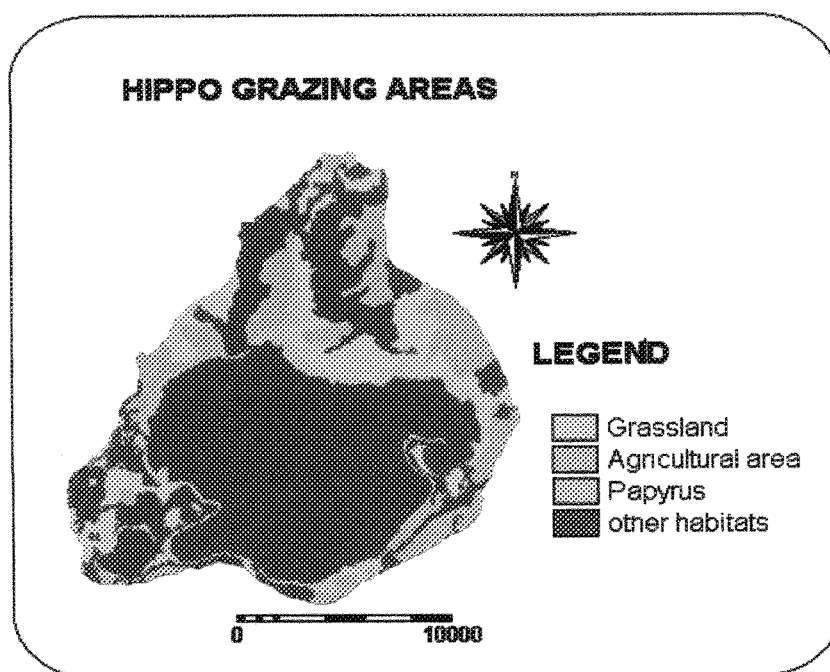 HIPPO GRAZING AREAS
N
LEGEND
Grassland
Agricultural area
Papyrus
other habitats
0 10000